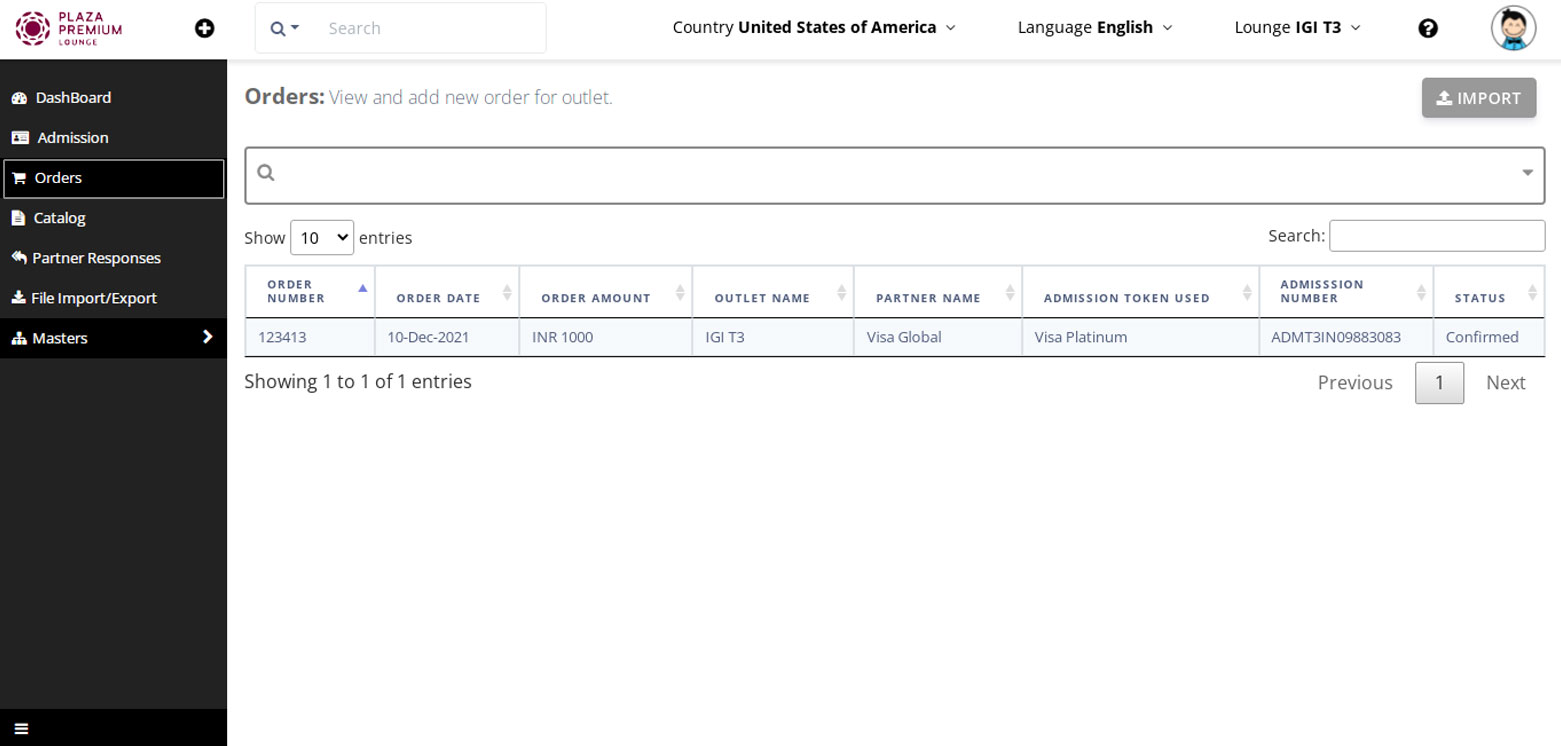 PLAZA
PREMIUM
LOUNGE
Search
Country United States of America
Language English
Lounge IGI T3
DashBoard
Admission
Orders
Catalog
Partner Responses
File Import/Export
Masters
Orders: View and add new order for outlet.
IMPORT
Show 10 entries
Search:
ORDER NUMBER ORDER DATE ORDER AMOUNT OUTLET NAME PARTNER NAME ADMISSION TOKEN USED ADMISSSION NUMBER STATUS
123413 10-Dec-2021 INR 1000 IGI T3 Visa Global Visa Platinum ADMT3IN09883083 Confirmed
Showing 1 to 1 of 1 entries
Previous 1 Next